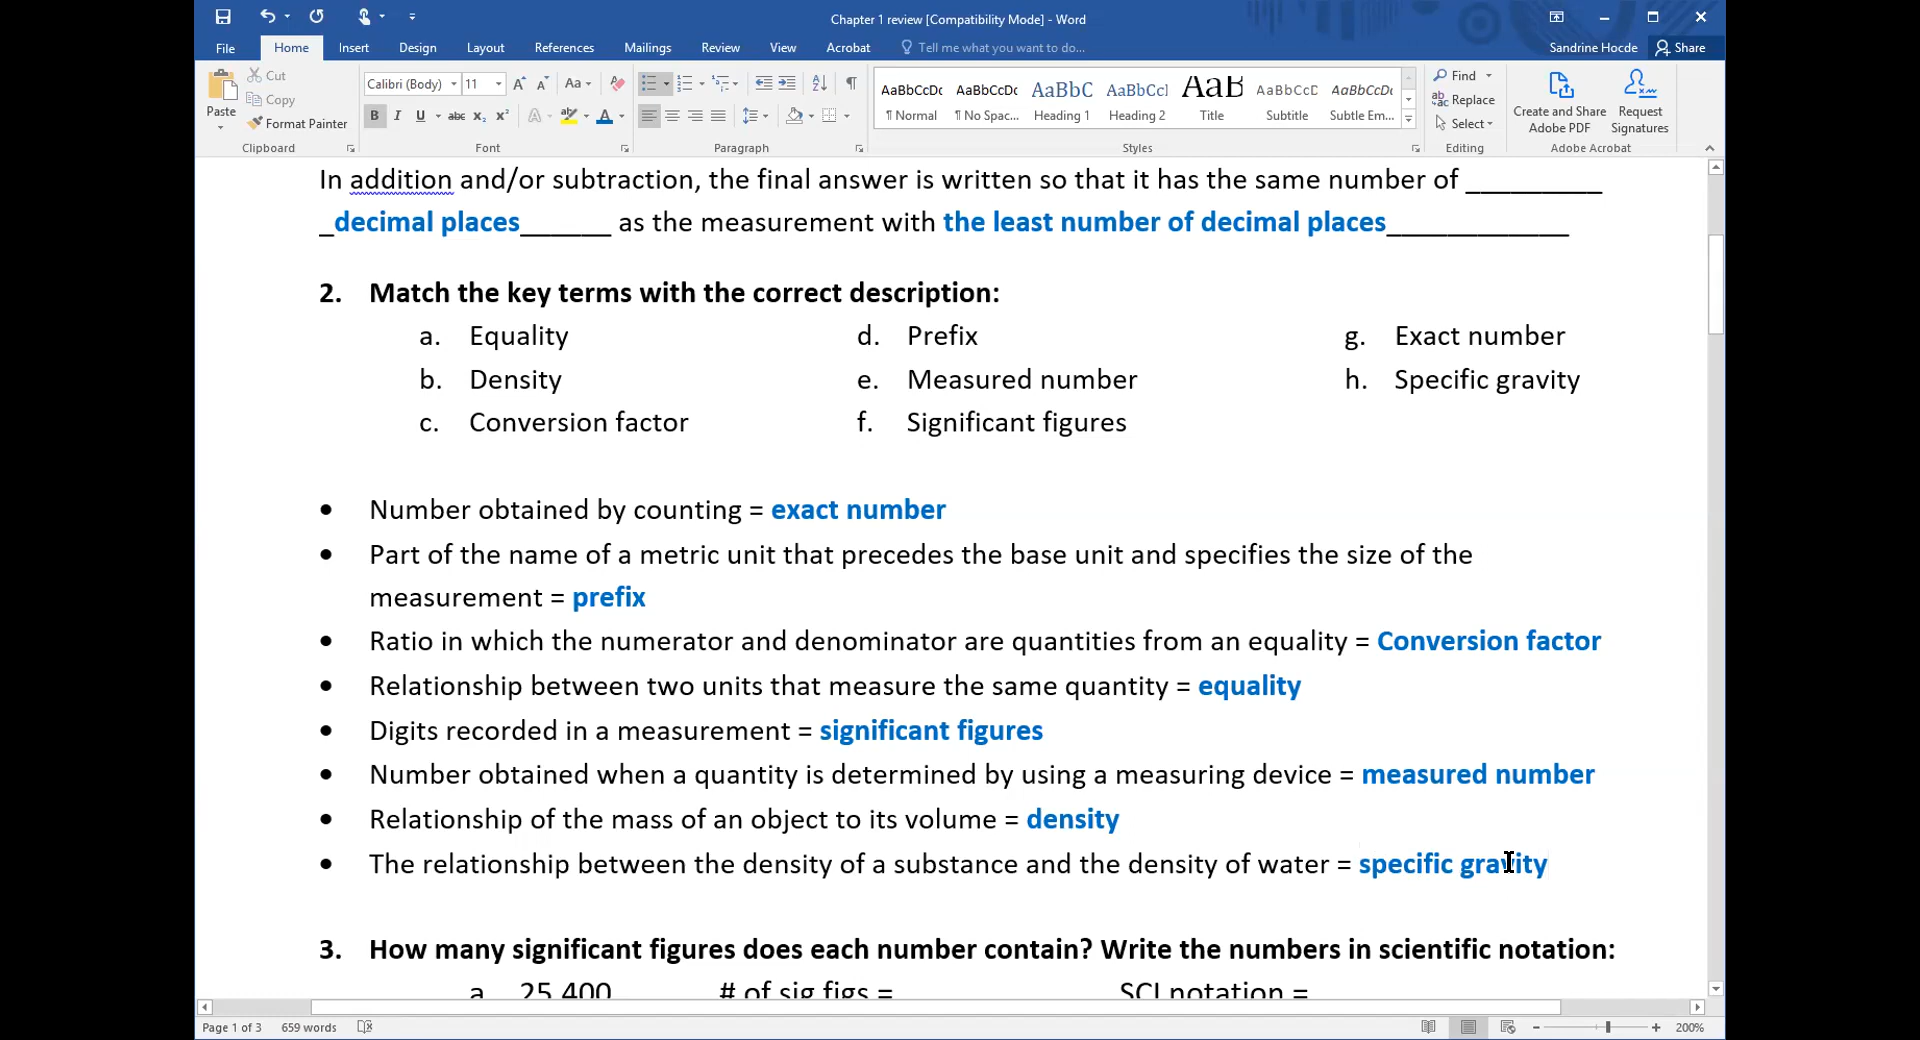 Chapter 1 review [Compatibility Mode] - Word
File Home Insert Design Layout References Mailings Review View Acrobat Tell me what you want to do... Sandrine Hocde Share
Paste Cut Copy Format Painter
Clipboard
Calibri (Body) 11
Font
Paragraph
AaBbCcDc AaBbCcDc AaBbC AaBbCcI AaB AaBbCcD AaBbCcDc
¶ Normal ¶ No Spac... Heading 1 Heading 2 Title Subtitle Subtle Em...
Styles
Find Replace Select
Editing
Create and Share Adobe PDF Request Signatures
Adobe Acrobat
In addition and/or subtraction, the final answer is written so that it has the same number of _________
_decimal places______ as the measurement with the least number of decimal places____________
2. Match the key terms with the correct description:
a. Equality d. Prefix g. Exact number
b. Density e. Measured number h. Specific gravity
c. Conversion factor f. Significant figures
• Number obtained by counting = exact number
• Part of the name of a metric unit that precedes the base unit and specifies the size of the
measurement = prefix
• Ratio in which the numerator and denominator are quantities from an equality = Conversion factor
• Relationship between two units that measure the same quantity = equality
• Digits recorded in a measurement = significant figures
• Number obtained when a quantity is determined by using a measuring device = measured number
• Relationship of the mass of an object to its volume = density
• The relationship between the density of a substance and the density of water = specific gravity
3. How many significant figures does each number contain? Write the numbers in scientific notation:
a 25,400 # of sig figs = SCI notation =
Page 1 of 3 659 words 200%